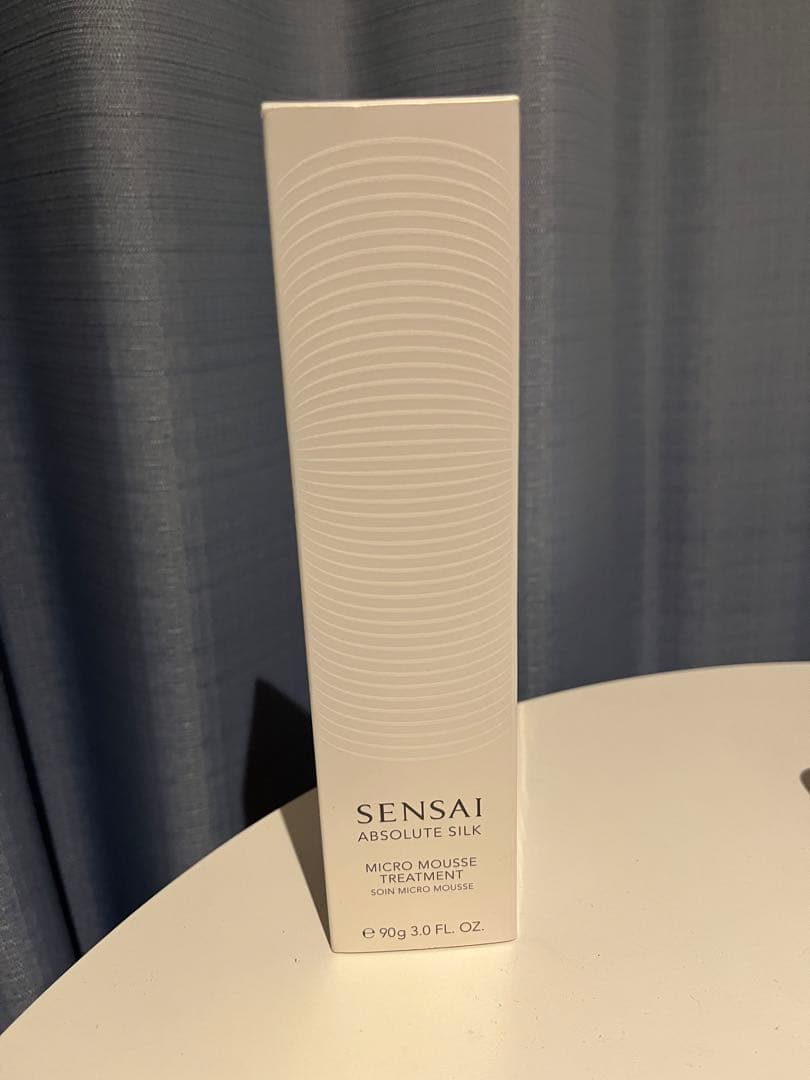 SENSAI
ABSOLUTE SILK
MICRO MOUSSE
TREATMENT
SOIN MICRO MOUSSE
℮ 90g 3.0 FL. OZ.